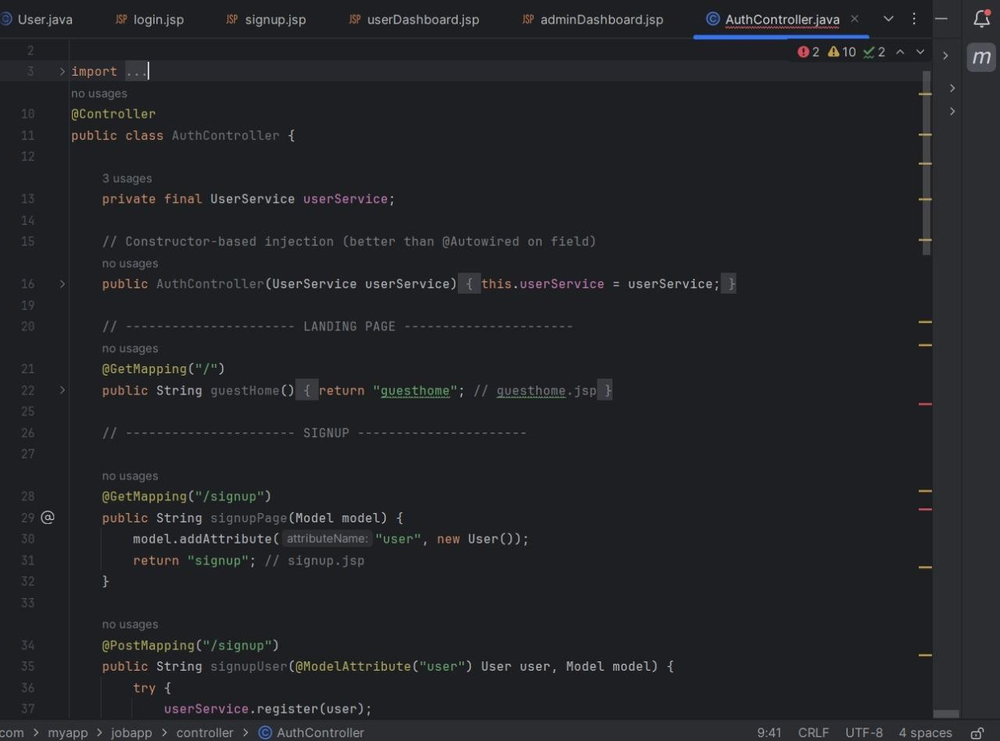 User.java JSP login.jsp JSP signup.jsp JSP userDashboard.jsp JSP adminDashboard.jsp AuthController.java
2 2 10 2
3 import ...
no usages
10 @Controller
11 public class AuthController {
12
3 usages
13 private final UserService userService;
14
15 // Constructor-based injection (better than @Autowired on field)
no usages
16 public AuthController(UserService userService) { this.userService = userService; }
19
20 // ---------------------- LANDING PAGE ----------------------
no usages
21 @GetMapping("/")
22 public String guestHome() { return "guesthome"; // guesthome.jsp }
25
26 // ---------------------- SIGNUP ----------------------
27
no usages
28 @GetMapping("/signup")
29 @ public String signupPage(Model model) {
30 model.addAttribute( attributeName: "user", new User());
31 return "signup"; // signup.jsp
32 }
33
no usages
34 @PostMapping("/signup")
35 public String signupUser(@ModelAttribute("user") User user, Model model) {
36 try {
37 userService.register(user);
com > myapp > jobapp > controller > AuthController 9:41 CRLF UTF-8 4 spaces
m